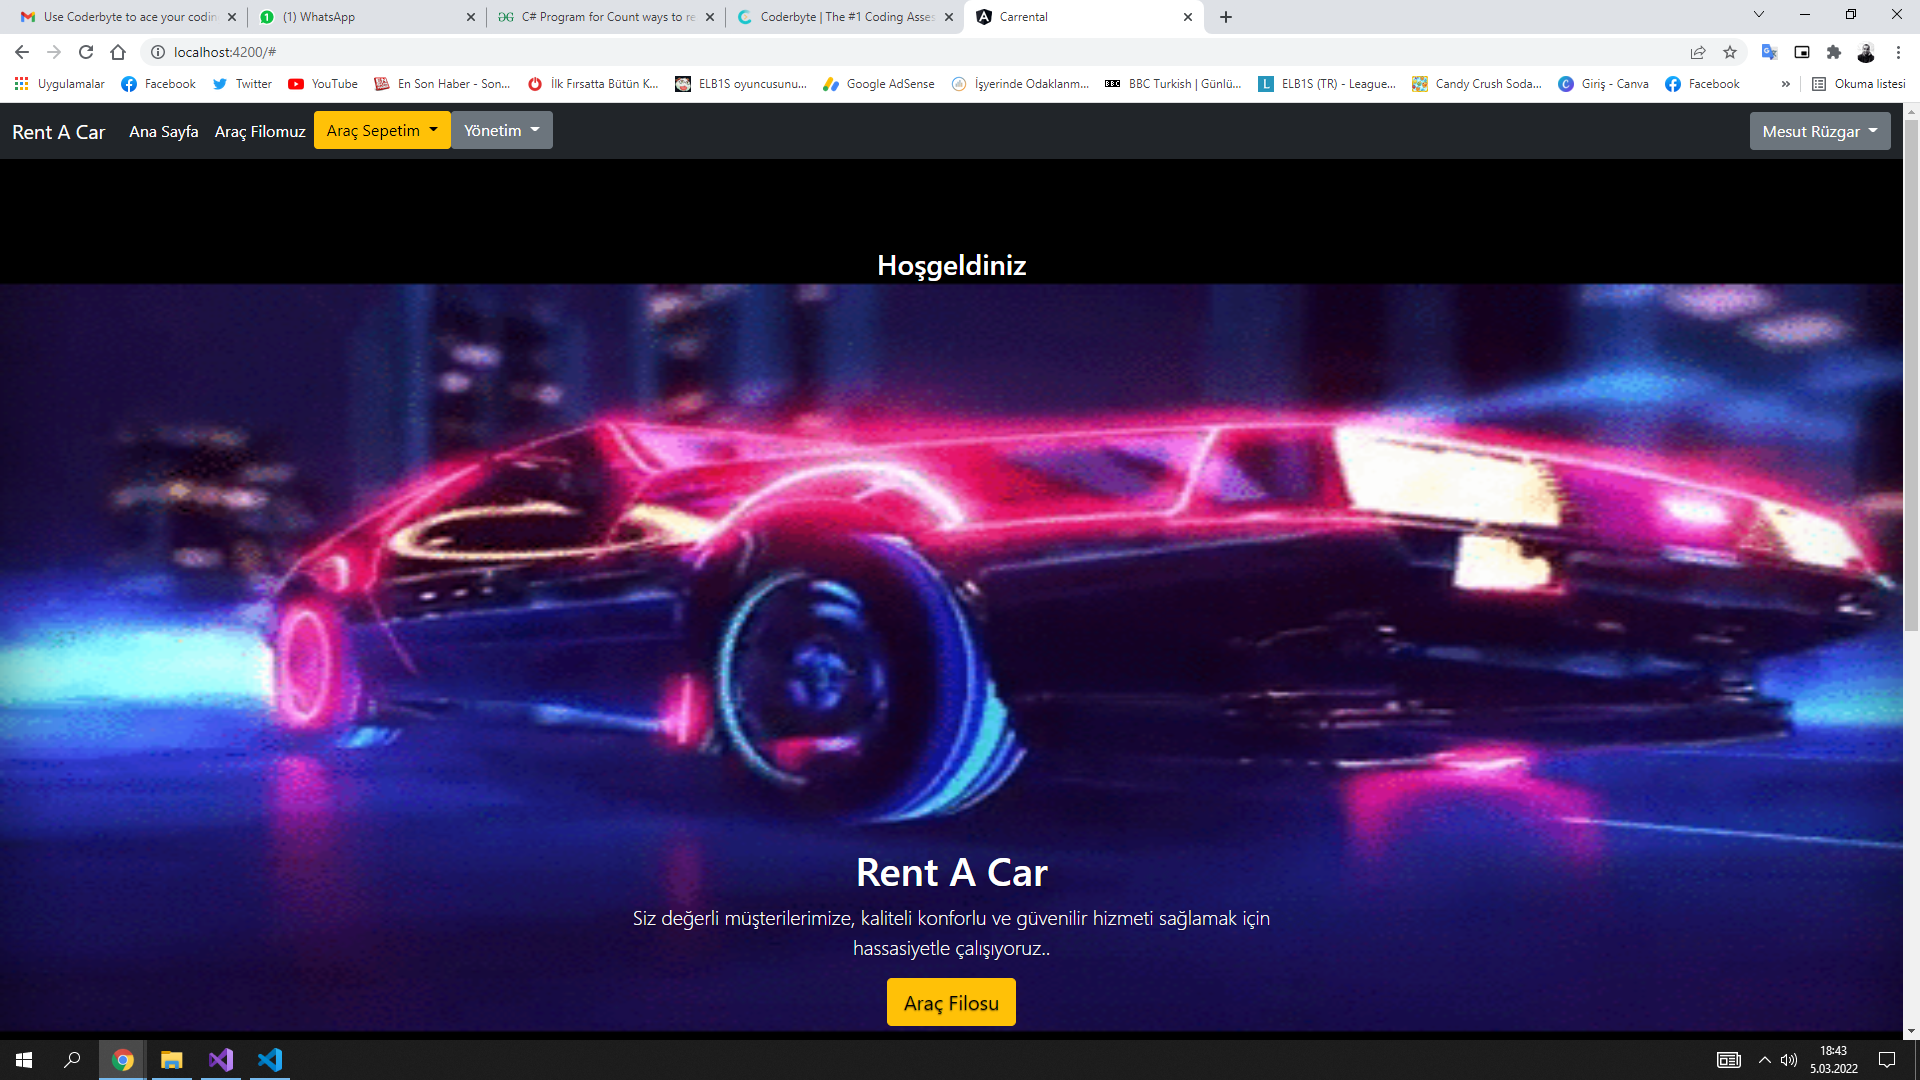 Use Coderbyte to ace your codin
(1) WhatsApp
C# Program for Count ways to re
Coderbyte | The #1 Coding Asses
Carrental
localhost:4200/#
Uygulamalar
Facebook
Twitter
YouTube
En Son Haber - Son...
İlk Fırsatta Bütün K...
ELB1S oyuncusunu...
Google AdSense
İşyerinde Odaklanm...
BBC Turkish | Günlü...
ELB1S (TR) - League...
Candy Crush Soda...
Giriş - Canva
Facebook
»
Okuma listesi
Rent A Car
Ana Sayfa
Araç Filomuz
Araç Sepetim
Yönetim
Mesut Rüzgar
Hoşgeldiniz
Rent A Car
Siz değerli müşterilerimize, kaliteli konforlu ve güvenilir hizmeti sağlamak için
hassasiyetle çalışıyoruz..
Araç Filosu
18:43
5.03.2022